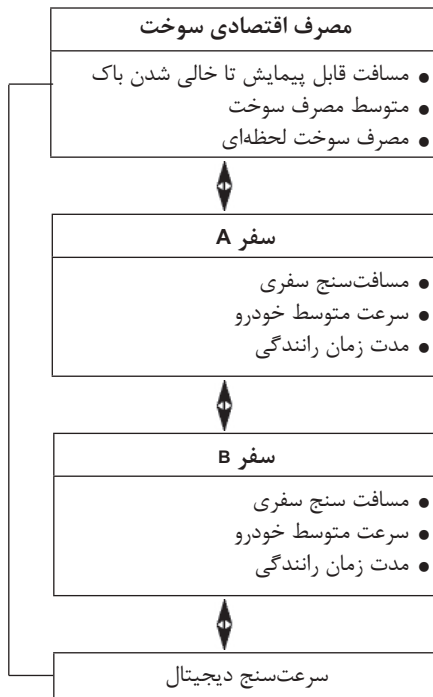 مصرف اقتصادی سوخت
● مسافت قابل پیمایش تا خالی شدن باک
● متوسط مصرف سوخت
● مصرف سوخت لحظه‌ای
سفر A
● مسافت‌سنج سفری
● سرعت متوسط خودرو
● مدت زمان رانندگی
سفر B
● مسافت سنج سفری
● سرعت متوسط خودرو
● مدت زمان رانندگی
سرعت‌سنج دیجیتال